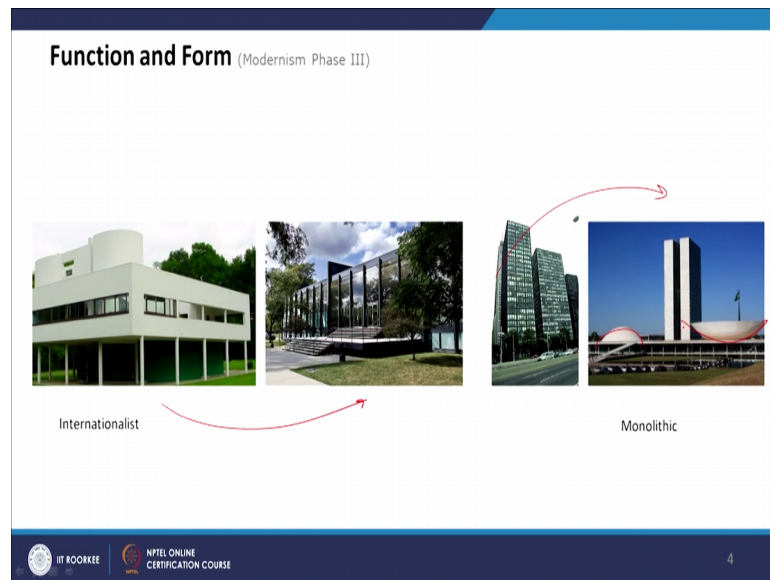 Function and Form (Modernism Phase III)
Internationalist
Monolithic
IIT ROORKEE
NPTEL ONLINE
CERTIFICATION COURSE
4